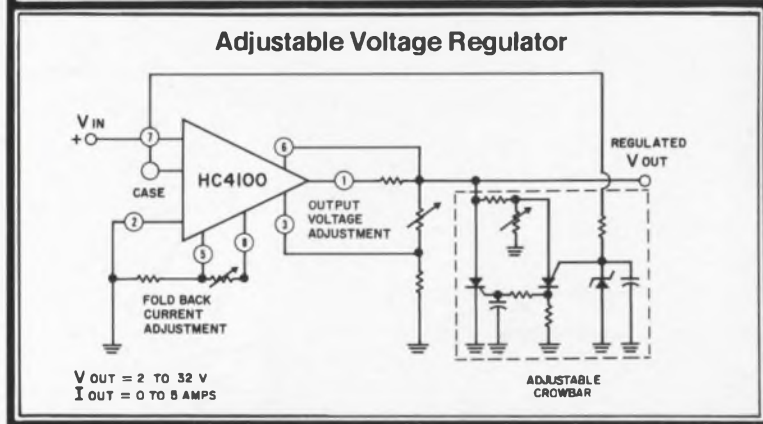 Adjustable Voltage Regulator
V IN
+
7
CASE
HC4100
6
1
REGULATED
V OUT
2
3
OUTPUT
VOLTAGE
ADJUSTMENT
5
8
FOLD BACK
CURRENT
ADJUSTMENT
V OUT = 2 TO 32 V
I OUT = 0 TO 5 AMPS
ADJUSTABLE
CROWBAR